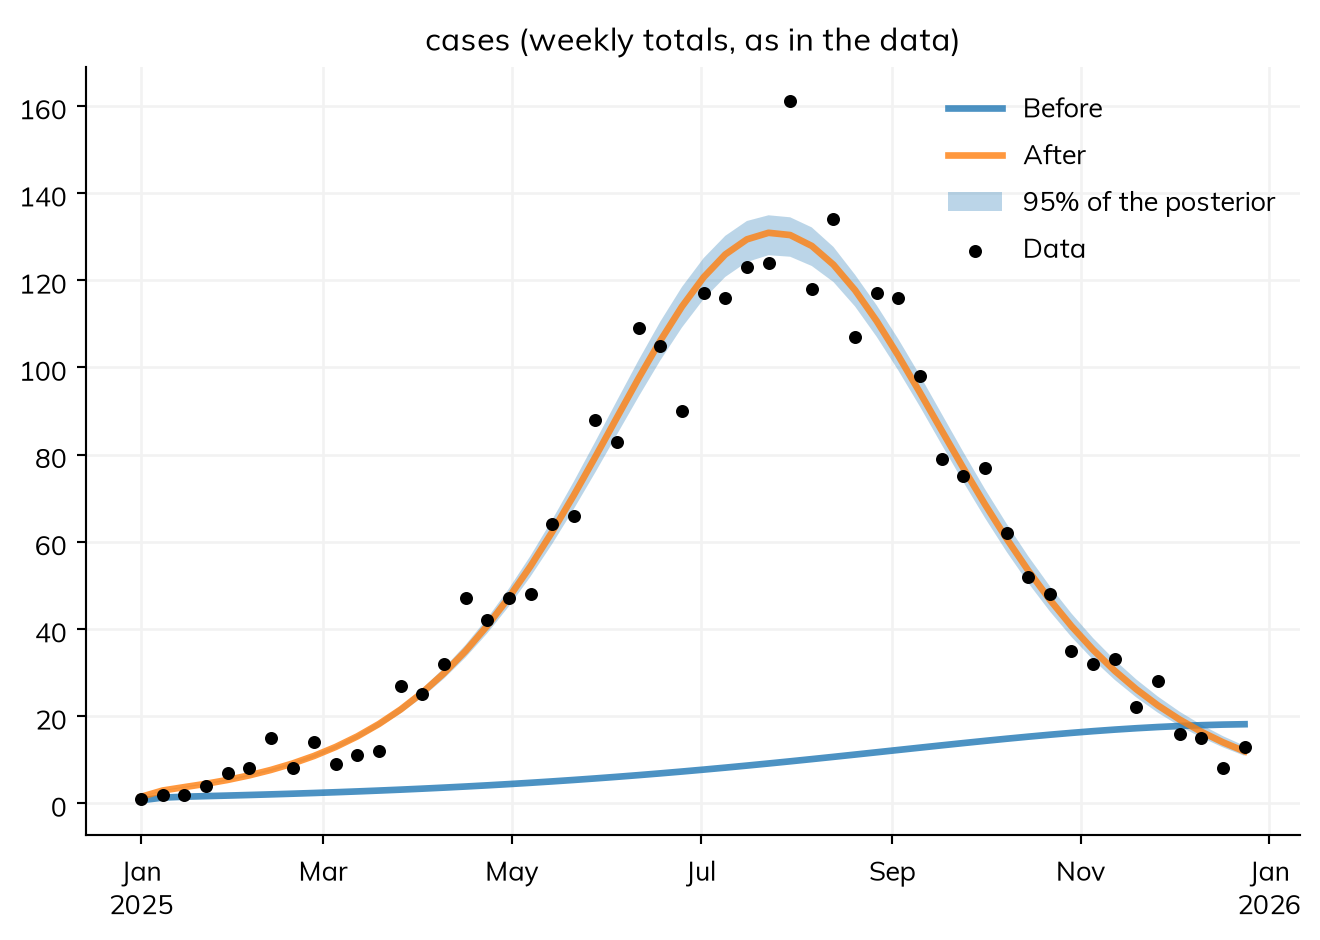 cases (weekly totals, as in the data)
160
140
120
100
80
60
40
20
0
Before
After
95% of the posterior
Data
Jan Mar May Jul Sep Nov Jan
2025 2026